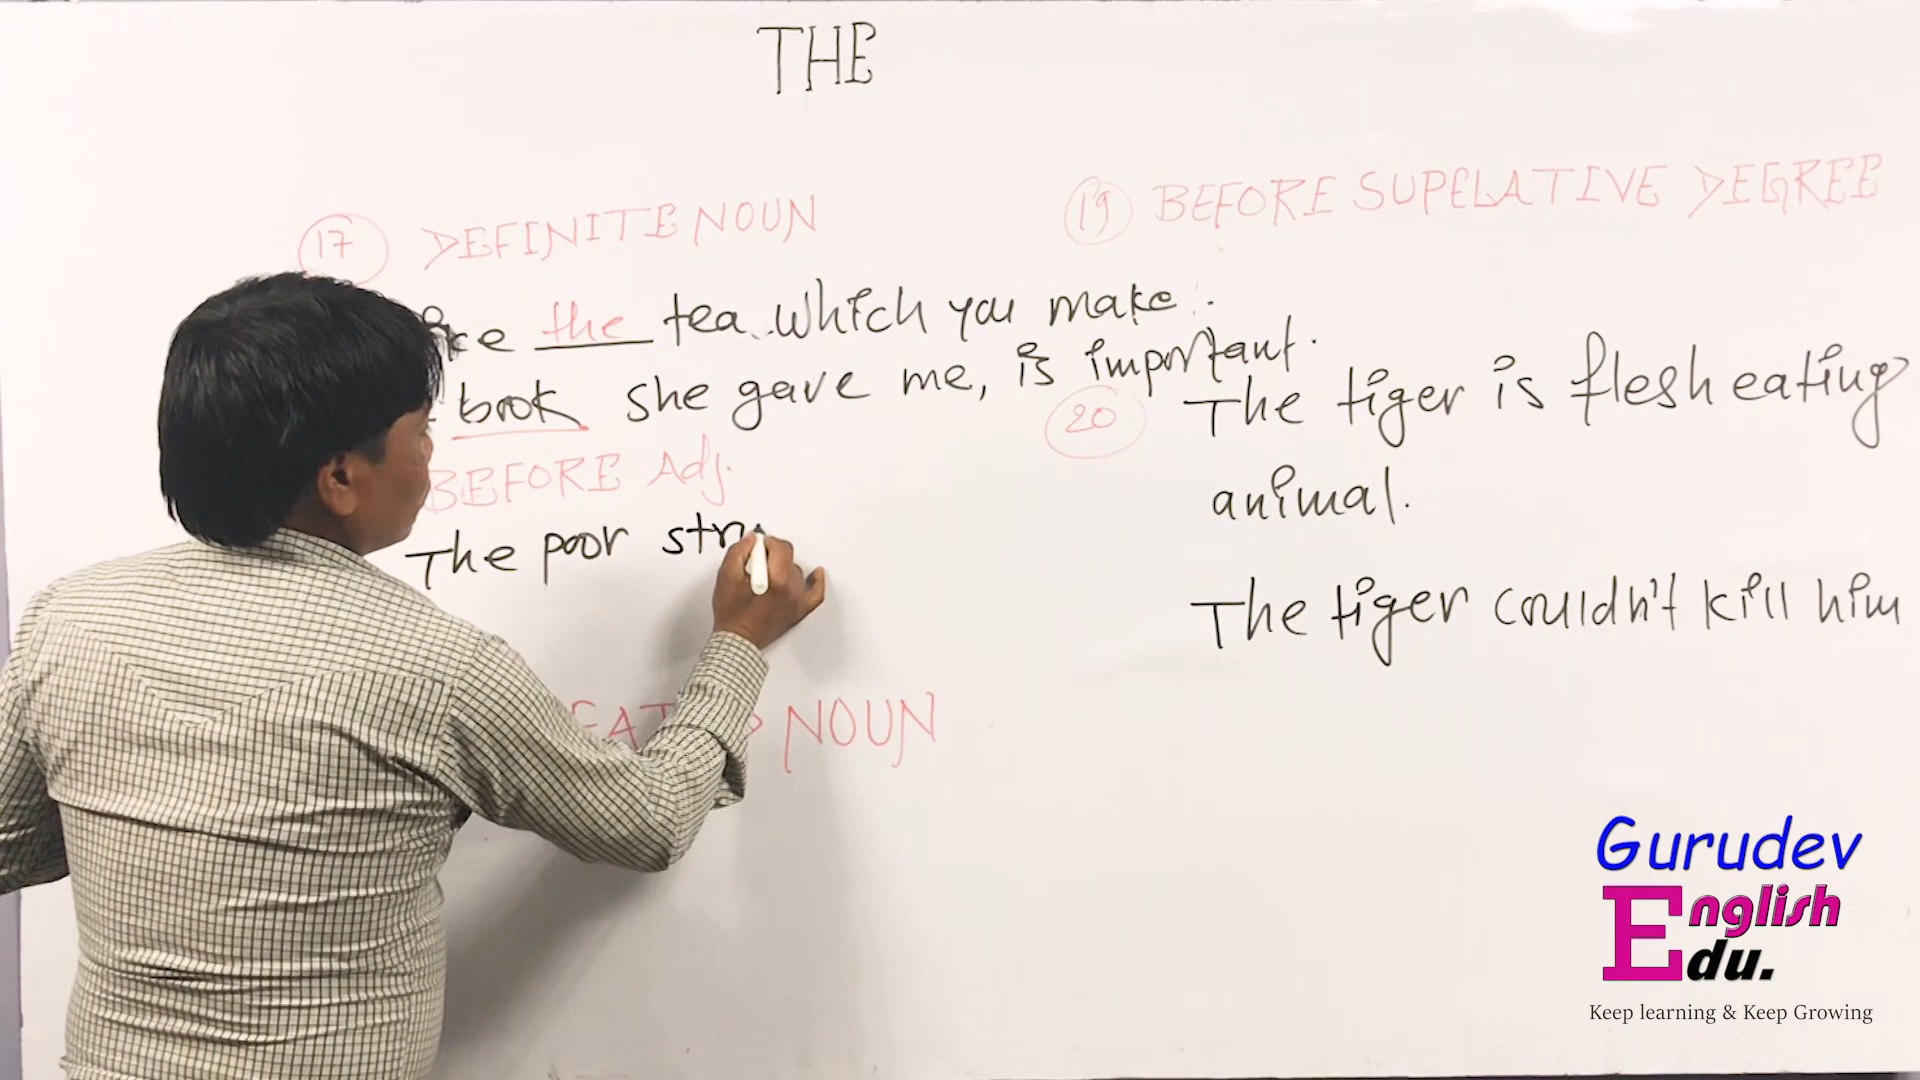 THE
17 DEFINITE NOUN
the tea which you make.
book she gave me, is important.
BEFORE Adj.
The poor str
NOUN
19 BEFORE SUPELATIVE DEGREE
20 The tiger is flesh eating
animal.
The tiger couldn't kill him
Gurudev
English
Edu.
Keep learning & Keep Growing